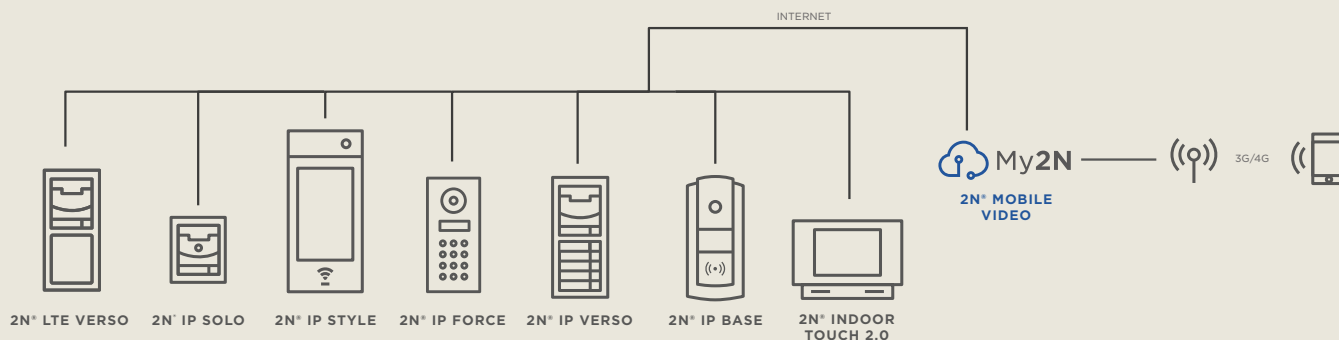 INTERNET
My2N
3G/4G
2N® MOBILE
VIDEO
2N® LTE VERSO
2N® IP SOLO
2N® IP STYLE
2N® IP FORCE
2N® IP VERSO
2N® IP BASE
2N® INDOOR
TOUCH 2.0